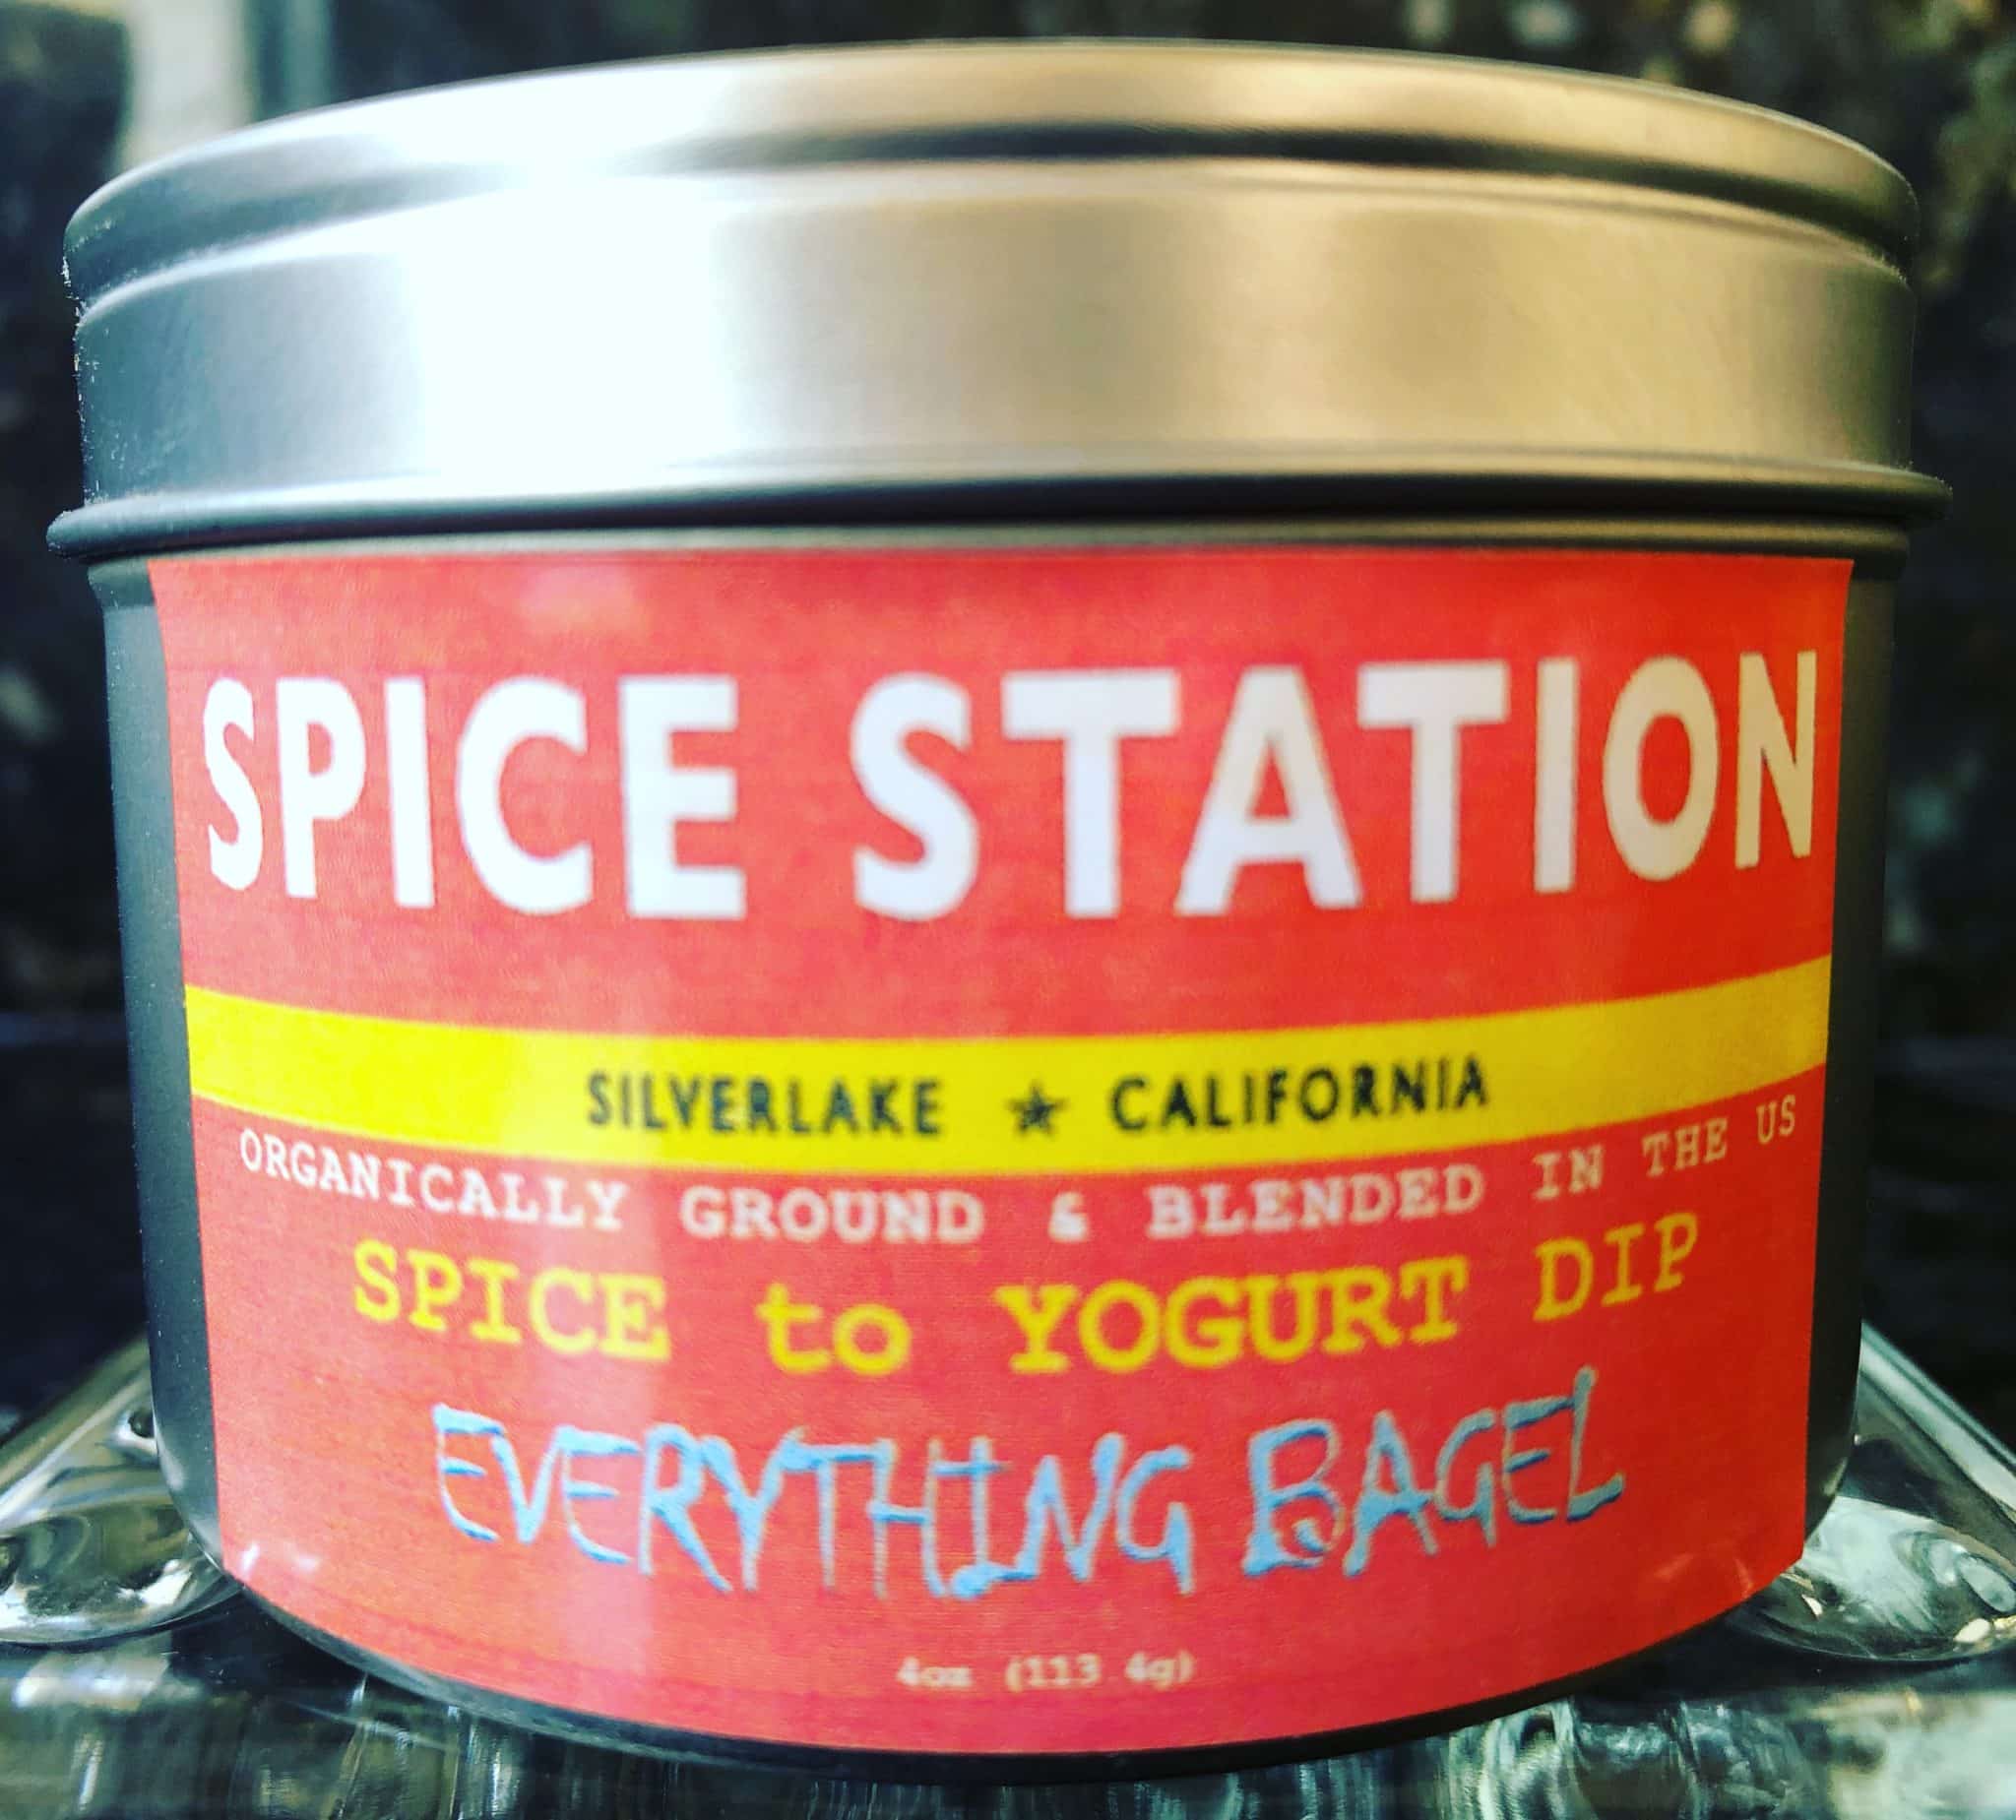 SPICE STATION
SILVERLAKE ★ CALIFORNIA
ORGANICALLY GROUND & BLENDED IN THE US
SPICE to YOGURT DIP
EVERYTHING BAGEL
4oz (113 4g)